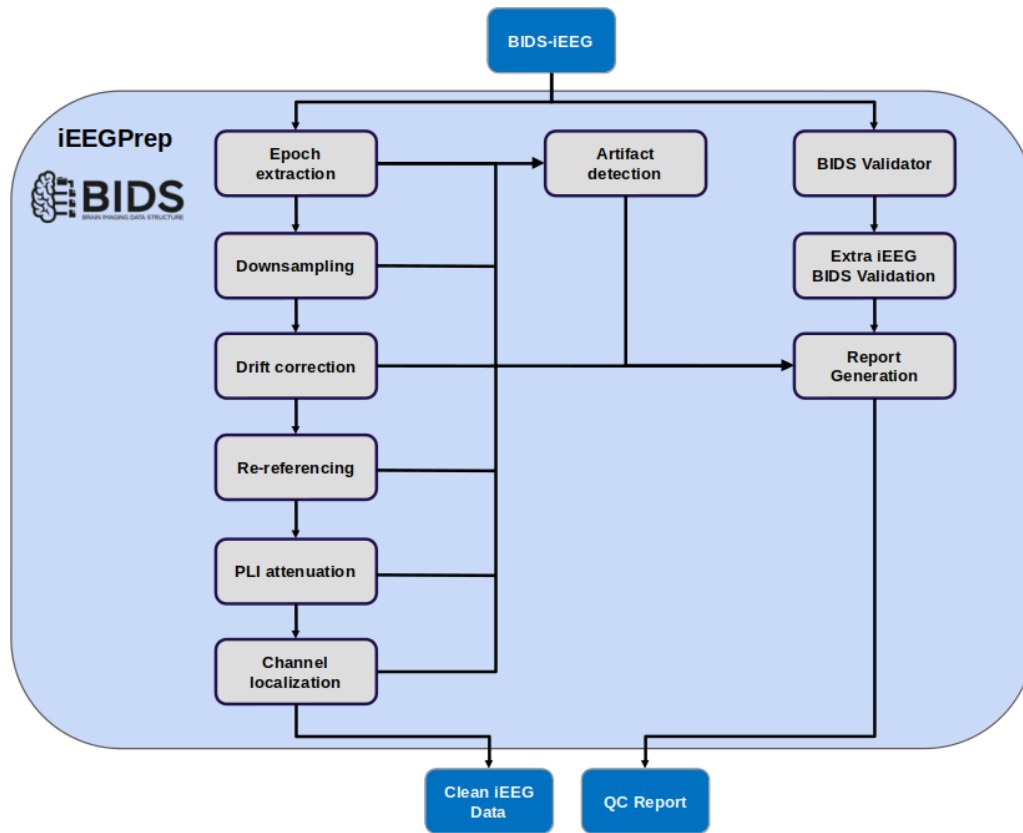 BIDS-iEEG
iEEGPrep
BIDS
BRAIN IMAGING DATA STRUCTURE
Epoch
extraction
Artifact
detection
BIDS Validator
Downsampling
Extra iEEG
BIDS Validation
Drift correction
Report
Generation
Re-referencing
PLI attenuation
Channel
localization
Clean iEEG
Data
QC Report